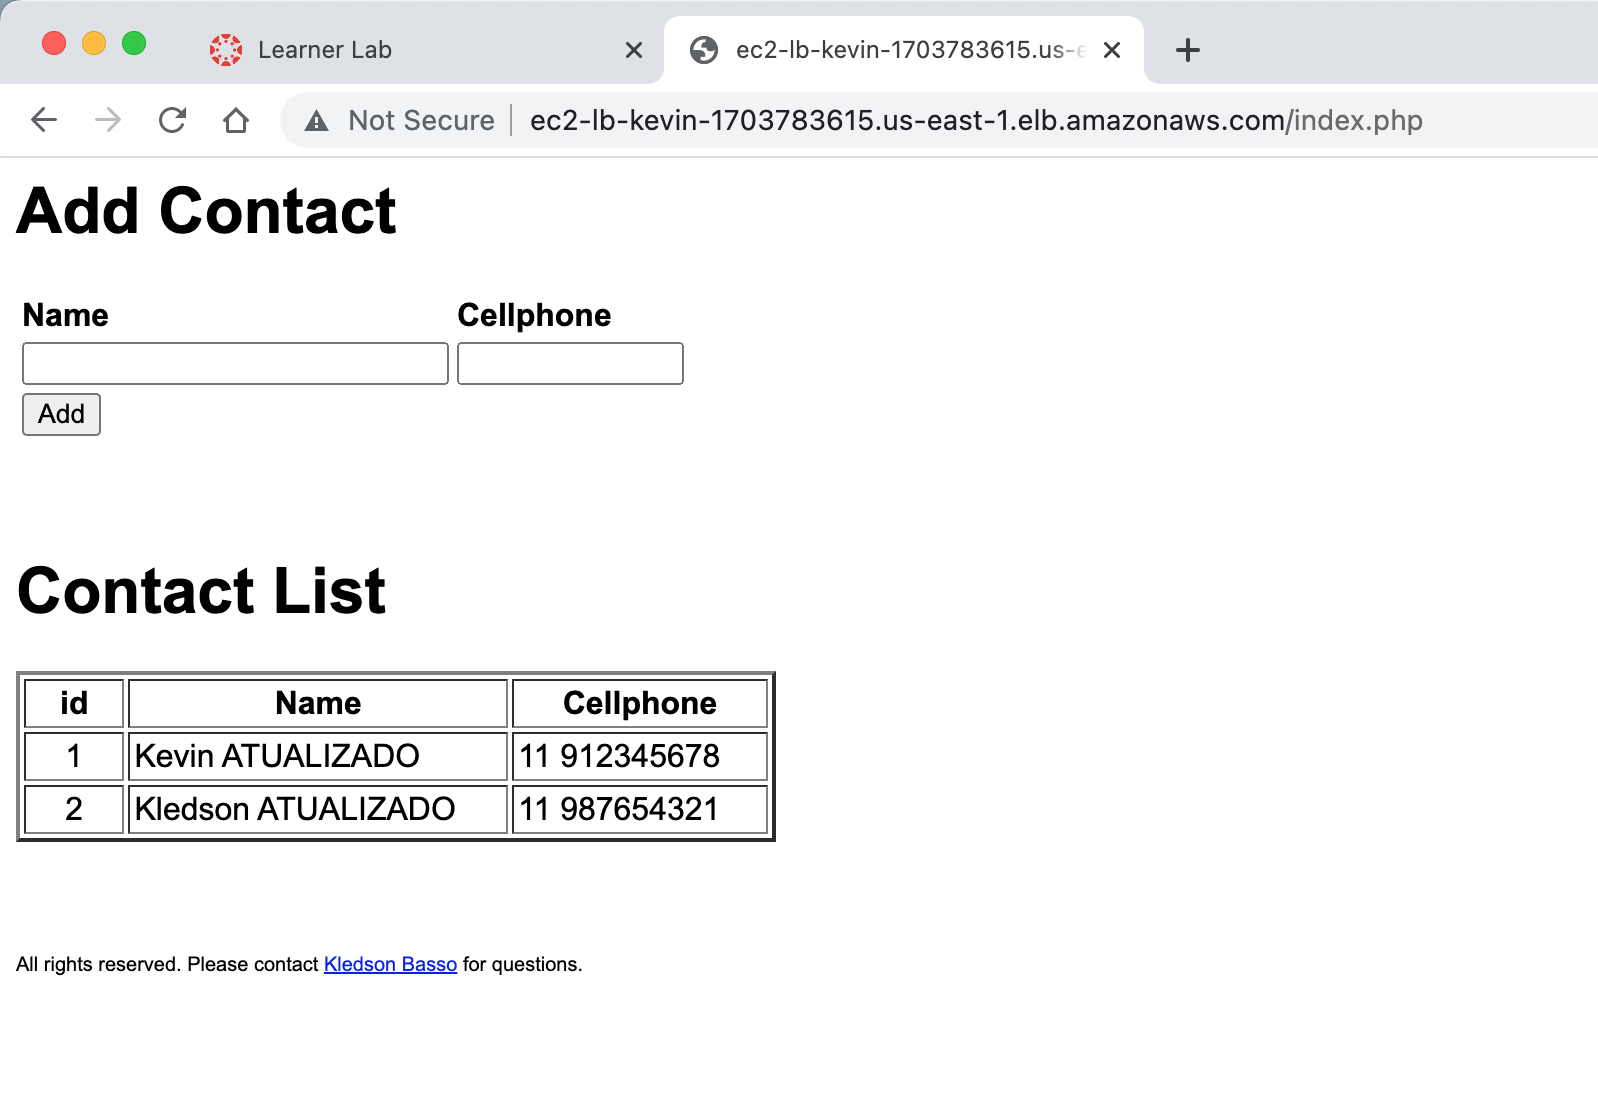 Learner Lab
ec2-lb-kevin-1703783615.us-e
Not Secure ec2-lb-kevin-1703783615.us-east-1.elb.amazonaws.com/index.php
Add Contact
Name Cellphone
Add
Contact List
id Name Cellphone
1 Kevin ATUALIZADO 11 912345678
2 Kledson ATUALIZADO 11 987654321
All rights reserved. Please contact Kledson Basso for questions.